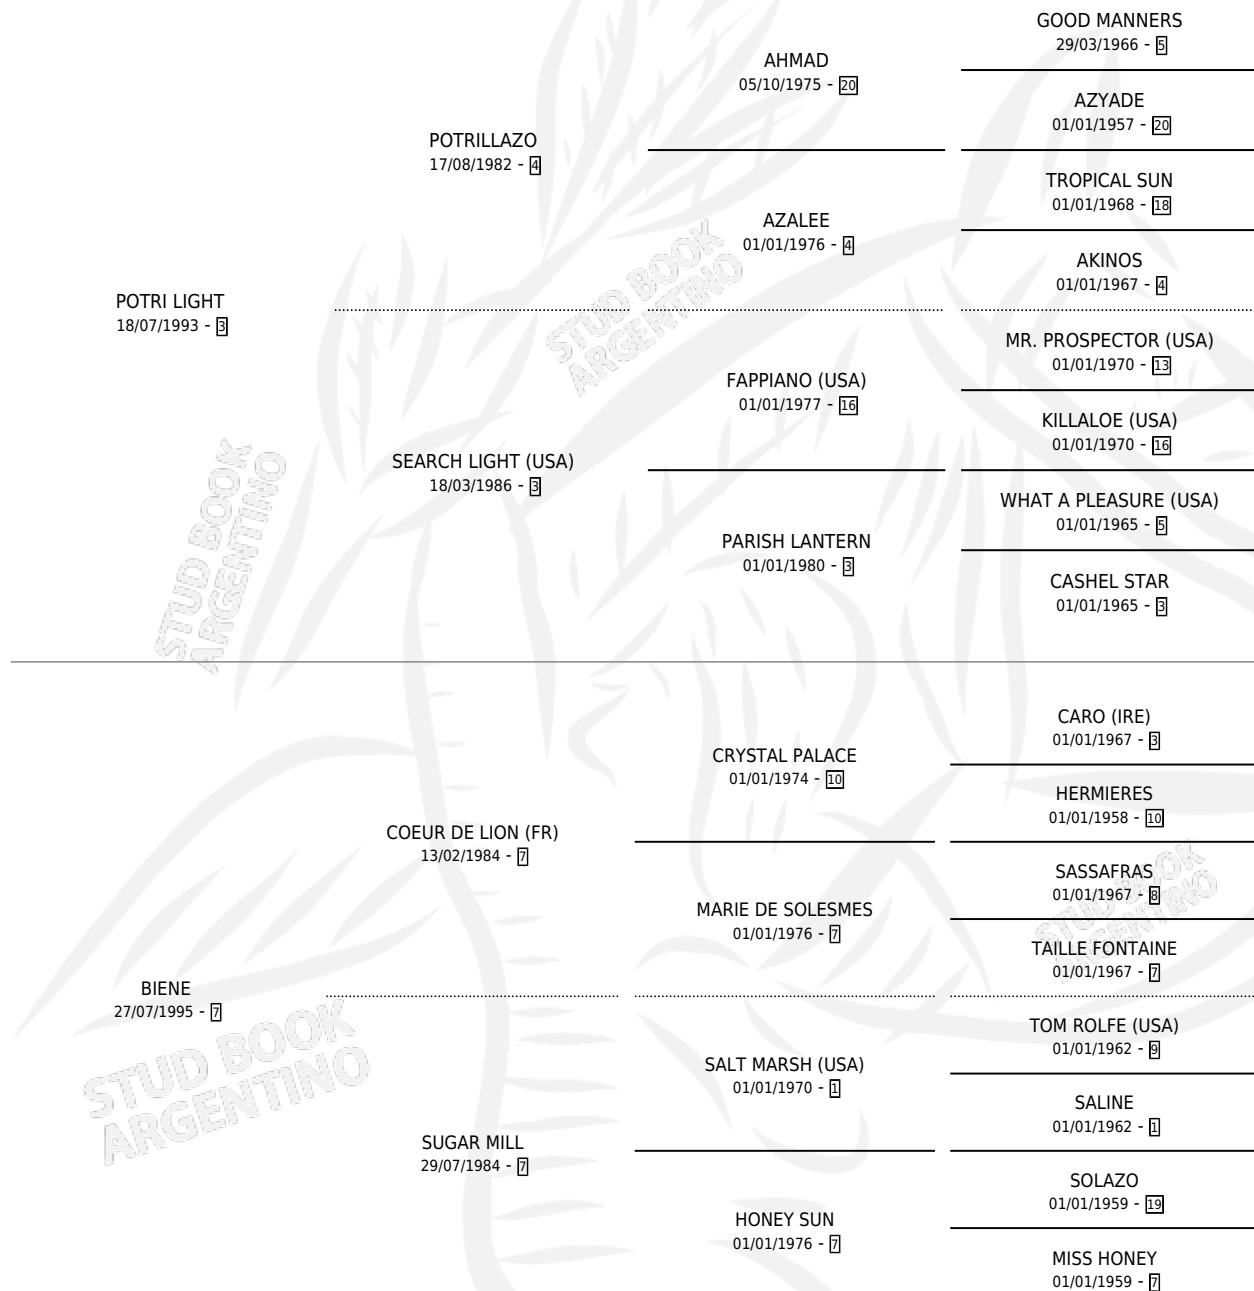 GOOD MANNERS
29/03/1966 - 5
AHMAD
05/10/1975 - 20
AZYADE
01/01/1957 - 20
POTRILLAZO
17/08/1982 - 4
TROPICAL SUN
01/01/1968 - 18
AZALEE
01/01/1976 - 4
AKINOS
01/01/1967 - 4
POTRI LIGHT
18/07/1993 - 3
MR. PROSPECTOR (USA)
01/01/1970 - 13
FAPPIANO (USA)
01/01/1977 - 16
KILLALOE (USA)
01/01/1970 - 16
SEARCH LIGHT (USA)
18/03/1986 - 3
WHAT A PLEASURE (USA)
01/01/1965 - 5
PARISH LANTERN
01/01/1980 - 3
CASHEL STAR
01/01/1965 - 3
CARO (IRE)
01/01/1967 - 3
CRYSTAL PALACE
01/01/1974 - 10
HERMIERES
01/01/1958 - 10
COEUR DE LION (FR)
13/02/1984 - 7
SASSAFRAS
01/01/1967 - 8
MARIE DE SOLESMES
01/01/1976 - 7
TAILLE FONTAINE
01/01/1967 - 7
BIENE
27/07/1995 - 7
TOM ROLFE (USA)
01/01/1962 - 9
SALT MARSH (USA)
01/01/1970 - 1
SALINE
01/01/1962 - 1
SUGAR MILL
29/07/1984 - 7
SOLAZO
01/01/1959 - 19
HONEY SUN
01/01/1976 - 7
MISS HONEY
01/01/1959 - 7
STUD BOOK
ARGENTINO
STUD BOOK
ARGENTINO
STUD BOOK
ARGENTINO
STUD BOOK
ARGENTINO